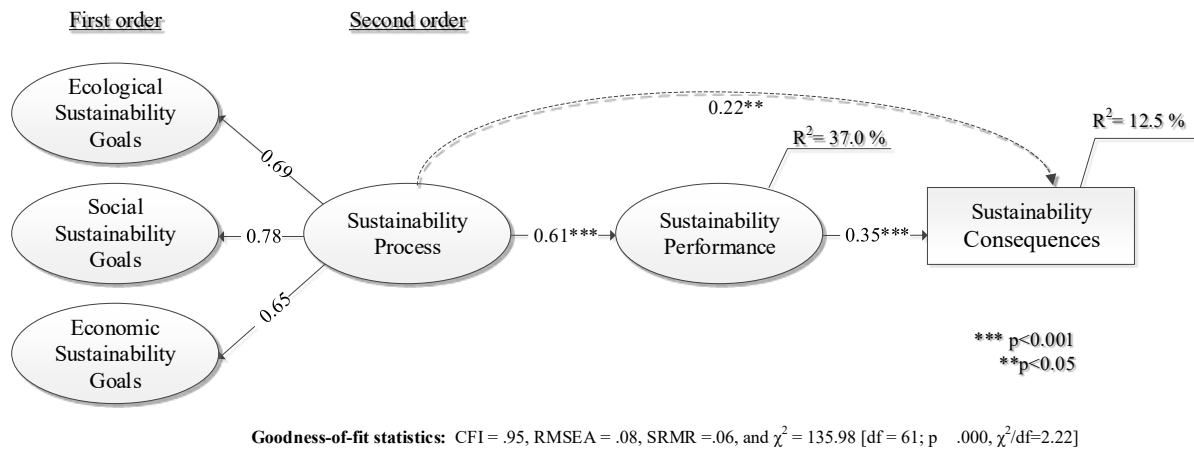 First order
Second order
Ecological
Sustainability
Goals
0.22**
R²= 12.5 %
R²= 37.0 %
0.69
Social
Sustainability
Goals
0.78
Sustainability
Process
0.61***
Sustainability
Performance
0.35***
Sustainability
Consequences
0.65
Economic
Sustainability
Goals
*** p<0.001
**p<0.05
Goodness-of-fit statistics: CFI = .95, RMSEA = .08, SRMR =.06, and χ² = 135.98 [df = 61; p .000, χ²/df=2.22]